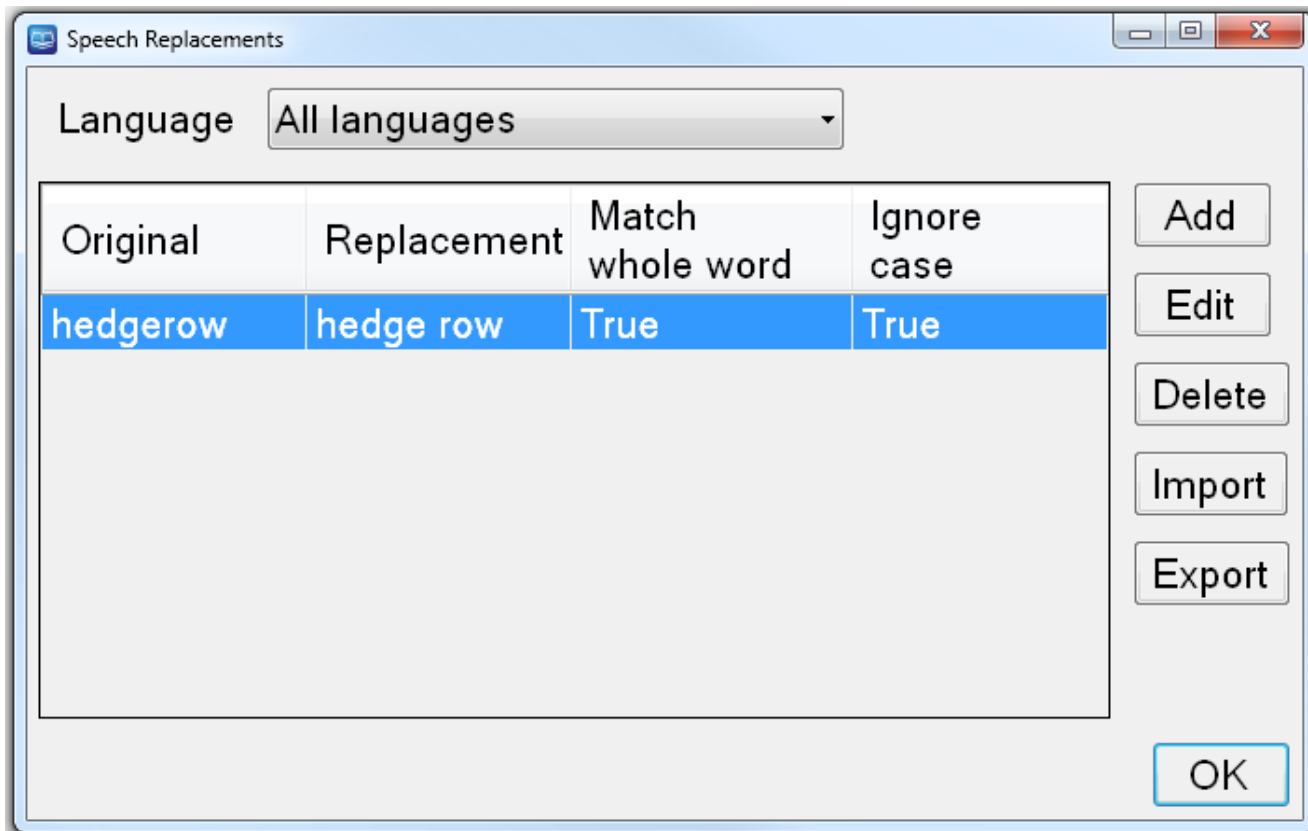 Speech Replacements
Language All languages
Original Replacement Match whole word Ignore case
hedgerow hedge row True True
Add
Edit
Delete
Import
Export
OK